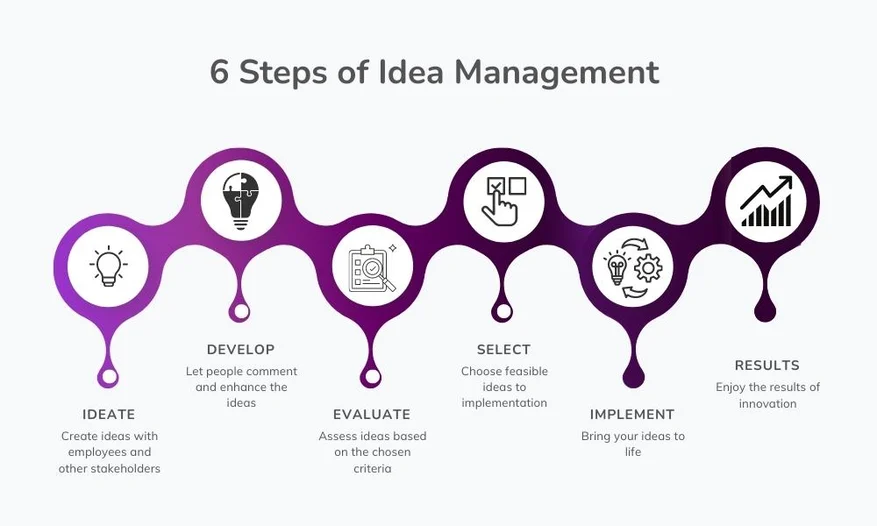 6 Steps of Idea Management
IDEATE
Create ideas with
employees and
other stakeholders
DEVELOP
Let people comment
and enhance the
ideas
EVALUATE
Assess ideas based
on the chosen
criteria
SELECT
Choose feasible
ideas to
implementation
IMPLEMENT
Bring your ideas to
life
RESULTS
Enjoy the results of
innovation